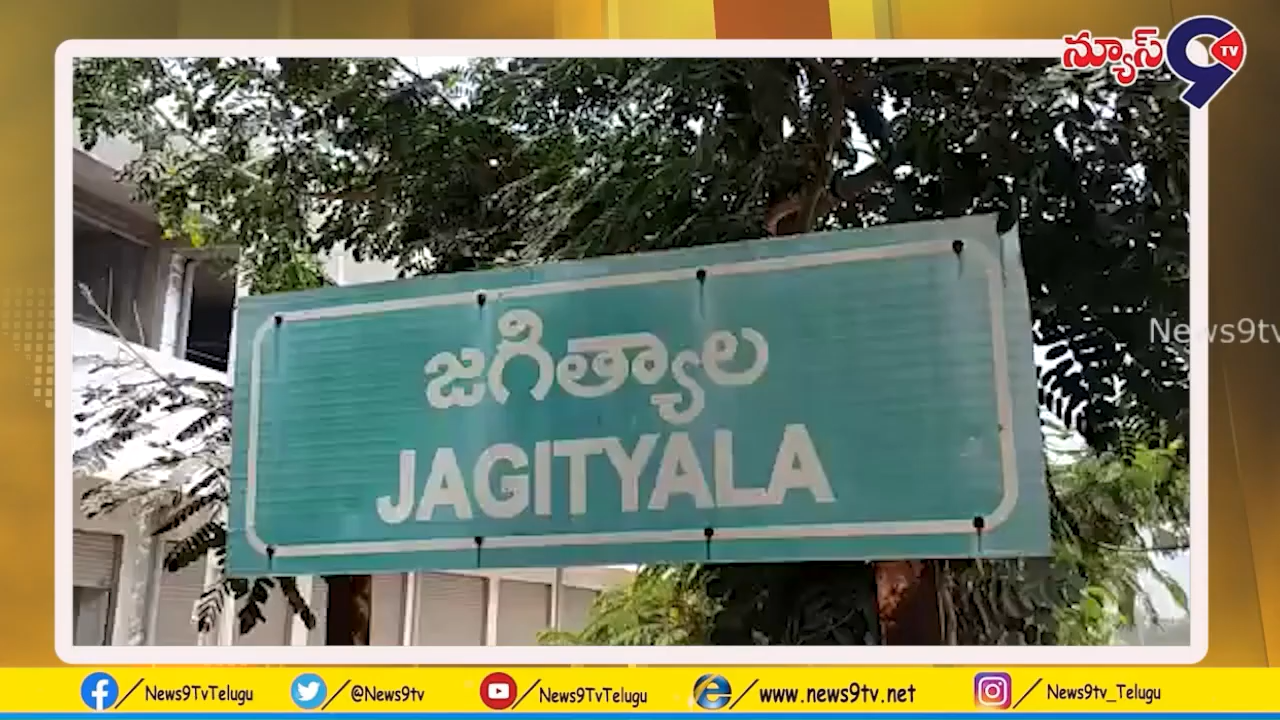 న్యూస్ 9 TV
జగిత్యాల
JAGITYALA
News9tv
News9TvTelugu
@News9tv
News9TvTelugu
www.news9tv.net
News9tv_Telugu